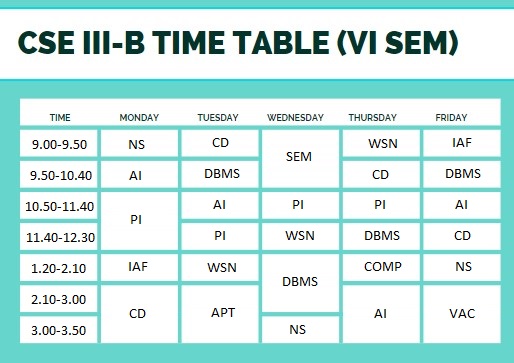 CSE III-B TIME TABLE (VI SEM)
TIME MONDAY TUESDAY WEDNESDAY THURSDAY FRIDAY
9.00-9.50 NS CD SEM WSN IAF
9.50-10.40 AI DBMS CD DBMS
10.50-11.40 PI AI PI PI AI
11.40-12.30 PI WSN DBMS CD
1.20-2.10 IAF WSN DBMS COMP NS
2.10-3.00 CD APT AI VAC
3.00-3.50 NS